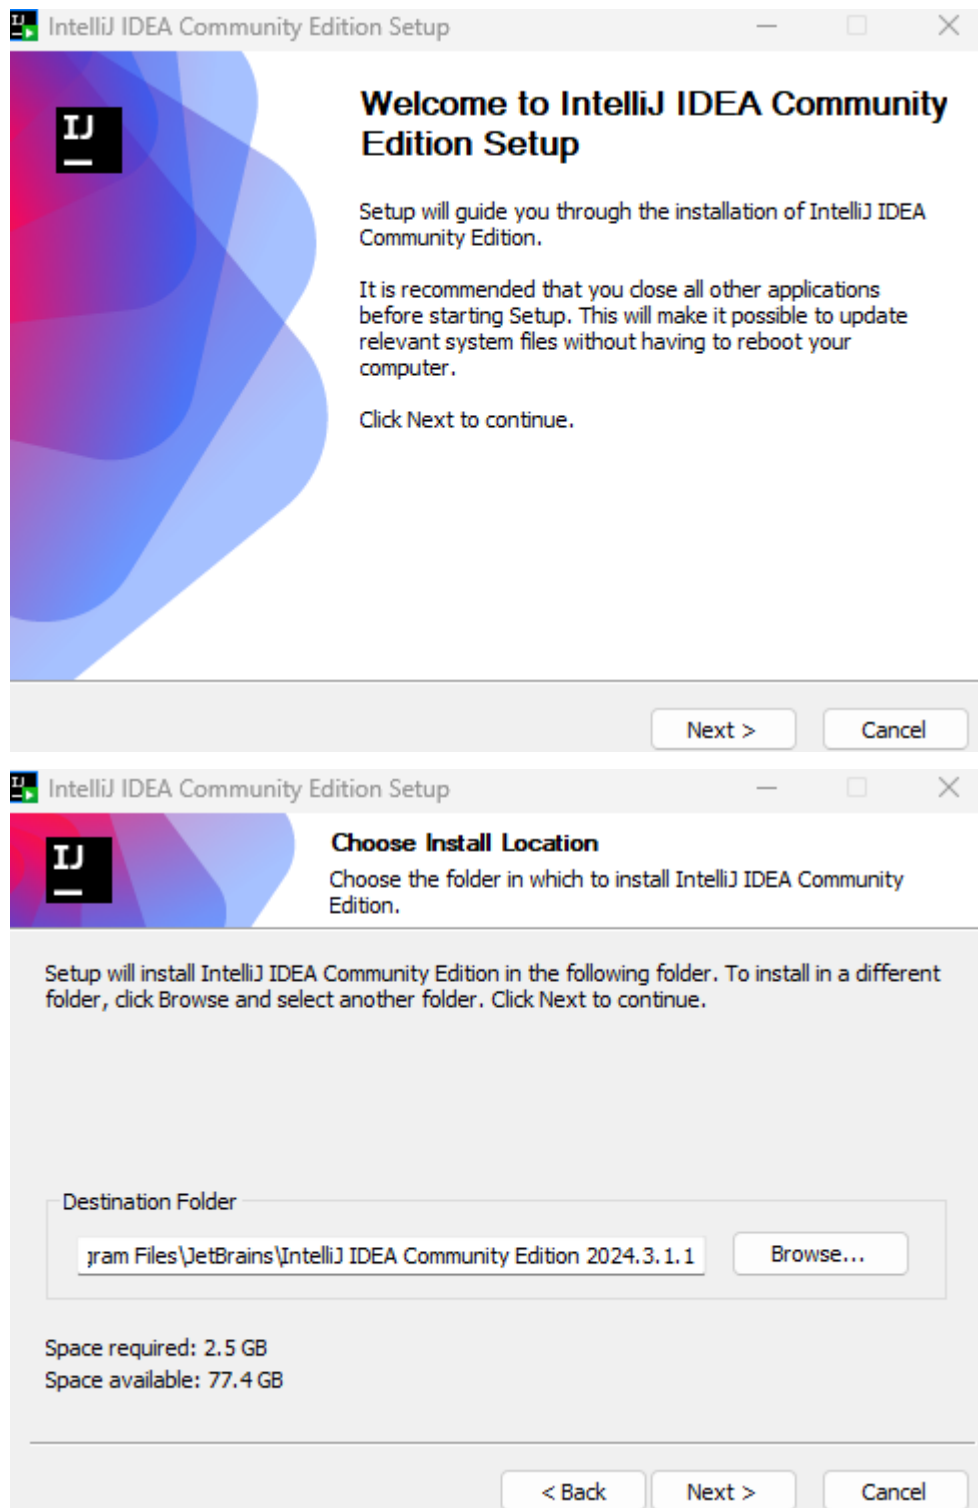 IntelliJ IDEA Community Edition Setup
IJ
Welcome to IntelliJ IDEA Community
Edition Setup
Setup will guide you through the installation of IntelliJ IDEA
Community Edition.
It is recommended that you close all other applications
before starting Setup. This will make it possible to update
relevant system files without having to reboot your
computer.
Click Next to continue.
Next >
Cancel
IntelliJ IDEA Community Edition Setup
IJ
Choose Install Location
Choose the folder in which to install IntelliJ IDEA Community
Edition.
Setup will install IntelliJ IDEA Community Edition in the following folder. To install in a different
folder, click Browse and select another folder. Click Next to continue.
Destination Folder
gram Files\JetBrains\IntelliJ IDEA Community Edition 2024.3.1.1
Browse...
Space required: 2.5 GB
Space available: 77.4 GB
< Back
Next >
Cancel